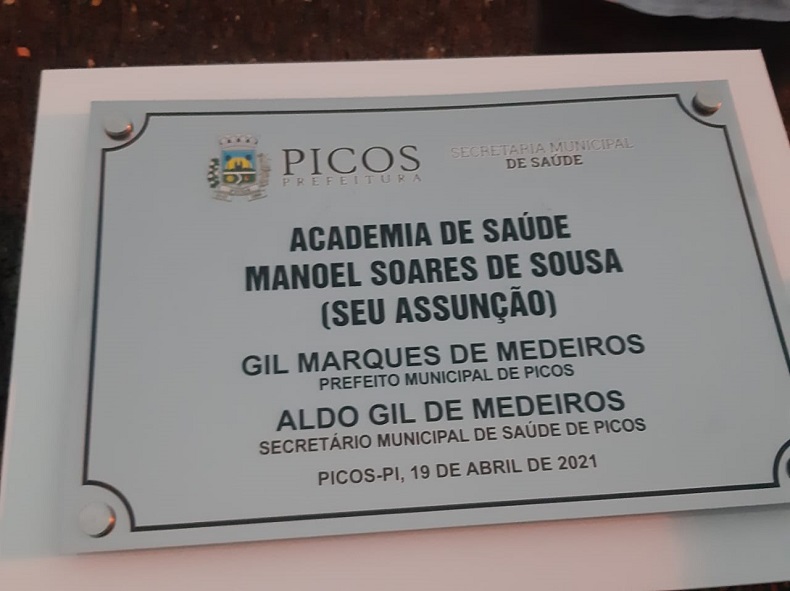 PICOS
PREFEITURA
SECRETARIA MUNICIPAL
DE SAÚDE
ACADEMIA DE SAÚDE
MANOEL SOARES DE SOUSA
(SEU ASSUNÇÃO)
GIL MARQUES DE MEDEIROS
PREFEITO MUNICIPAL DE PICOS
ALDO GIL DE MEDEIROS
SECRETÁRIO MUNICIPAL DE SAÚDE DE PICOS
PICOS-PI, 19 DE ABRIL DE 2021